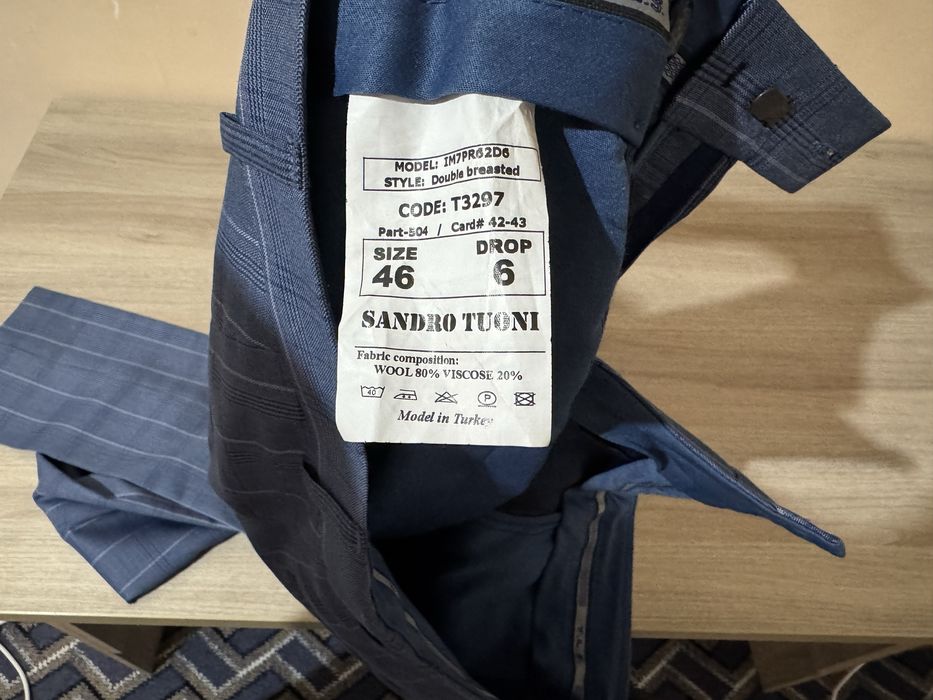 MODEL: IM7PR62D6
STYLE: Double breasted
CODE: T3297
Part-504 / Card# 42-43
SIZE DROP
46 6
SANDRO TUONI
Fabric composition:
WOOL 80% VISCOSE 20%
40 P
Model in Turkey